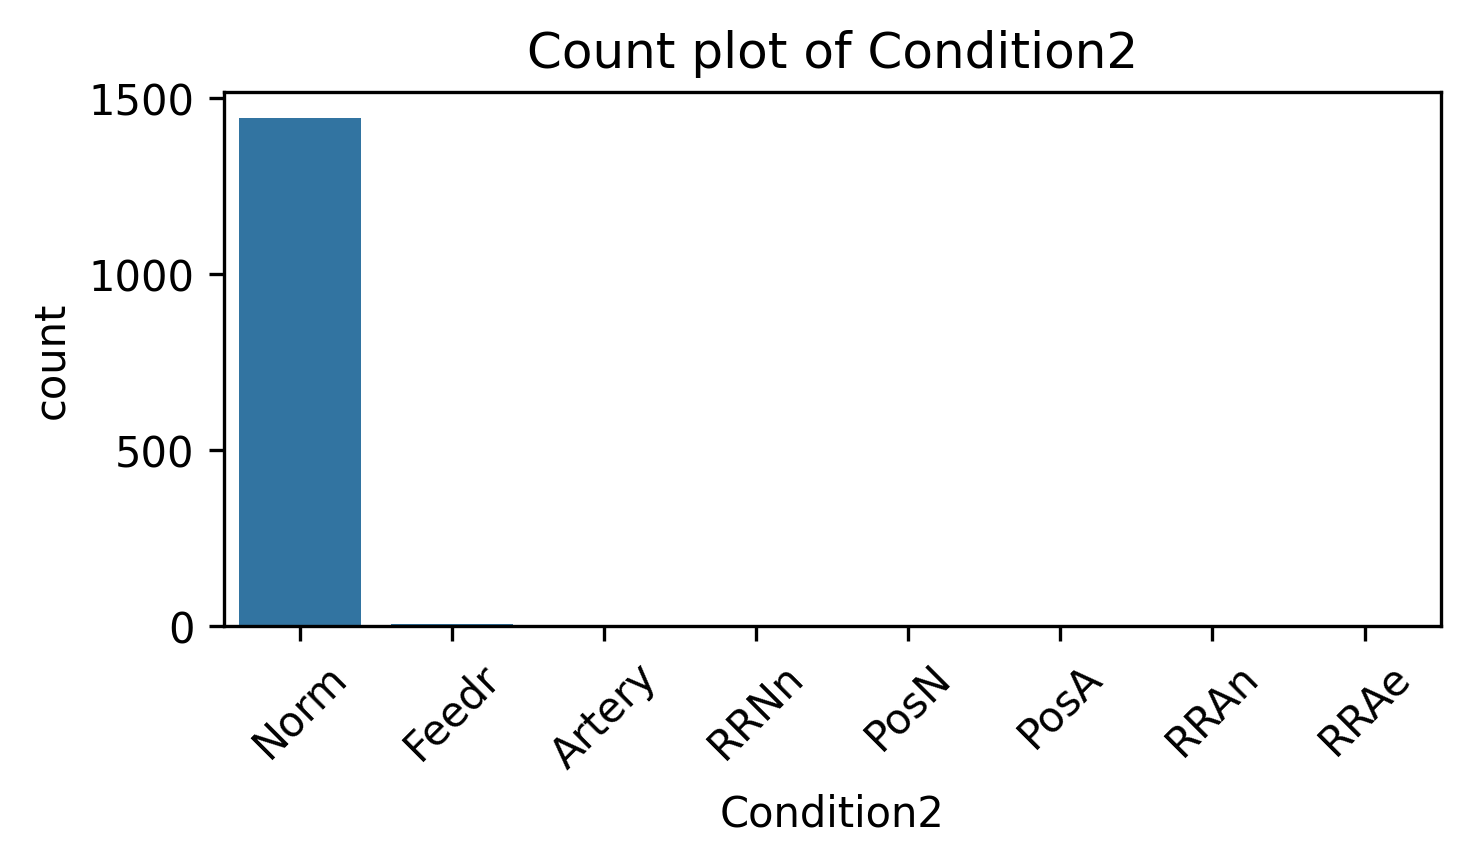 Count plot of Condition2
1500
1000
500
0
count
Norm
Feedr
Artery
RRNn
PosN
PosA
RRAn
RRAe
Condition2